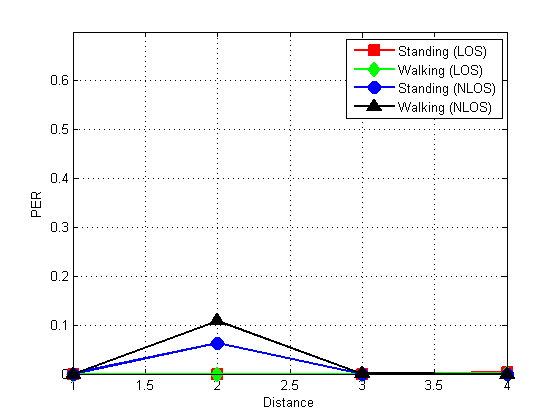 Standing (LOS)
Walking (LOS)
Standing (NLOS)
Walking (NLOS)
0.6
0.5
0.4
0.3
0.2
0.1
0
PER
1 1.5 2 2.5 3 3.5 4
Distance